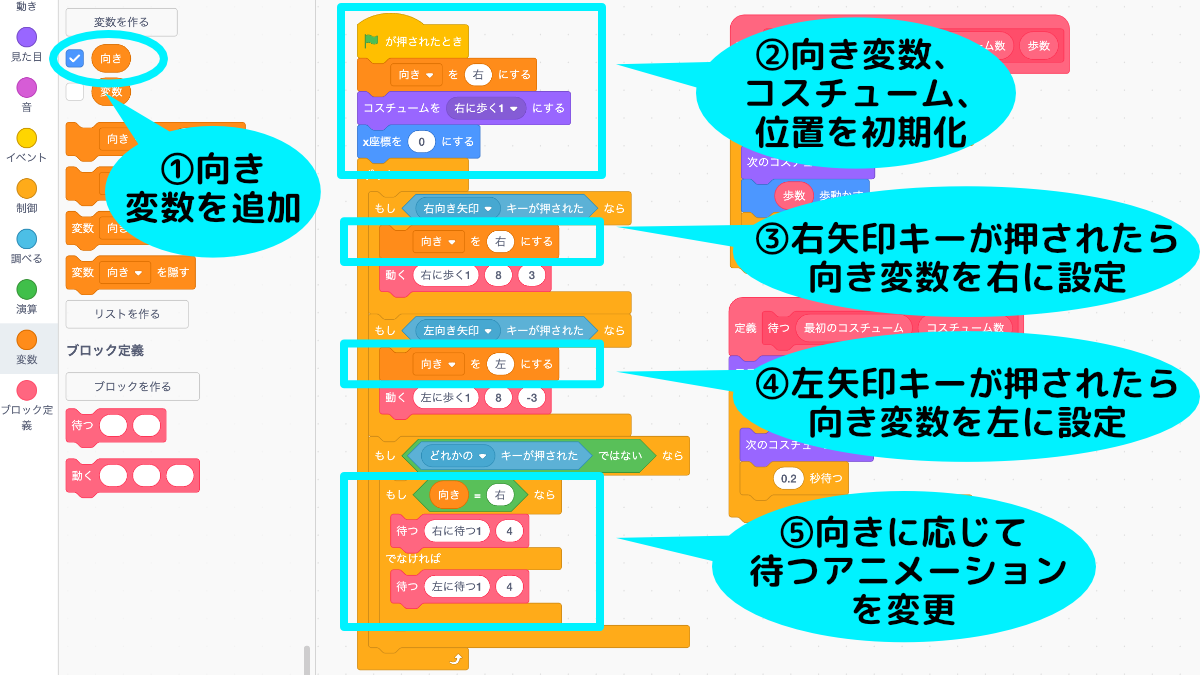 動き
見た目
音
イベント
制御
調べる
演算
変数
ブロック定
義
変数を作る
向き
変数
向き
変数
変数 向き を隠す
リストを作る
ブロック定義
ブロックを作る
待つ
動く
①向き
変数を追加
が押されたとき
向き を 右 にする
コスチュームを 右に歩く1 にする
x座標を 0 にする
もし 右向き矢印 キーが押された なら
向き を 右 にする
動く 右に歩く1 8 3
もし 左向き矢印 キーが押された なら
向き を 左 にする
動く 左に歩く1 8 -3
もし どれかの キーが押された ではない なら
もし 向き = 右 なら
待つ 右に待つ1 4
でなければ
待つ 左に待つ1 4
歩数
②向き変数、
コスチューム、
位置を初期化
次のコスチ
歩数 歩動かす
③右矢印キーが押されたら
向き変数を右に設定
定義 待つ 最初のコスチューム コスチューム数
④左矢印キーが押されたら
向き変数を左に設定
次のコスチュ
0.2 秒待つ
⑤向きに応じて
待つアニメーション
を変更